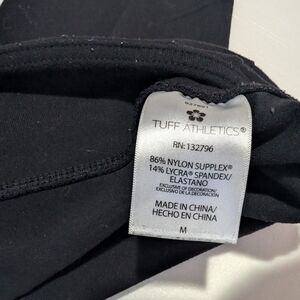 TUFF ATHLETICS®
RN: 132796
86% NYLON SUPPLEX®
14% LYCRA® SPANDEX/
ELASTANO
EXCLUSIVE OF DECORATION/
EXCLUSIVO DE LA DECORACIÓN
MADE IN CHINA/
HECHO EN CHINA
M